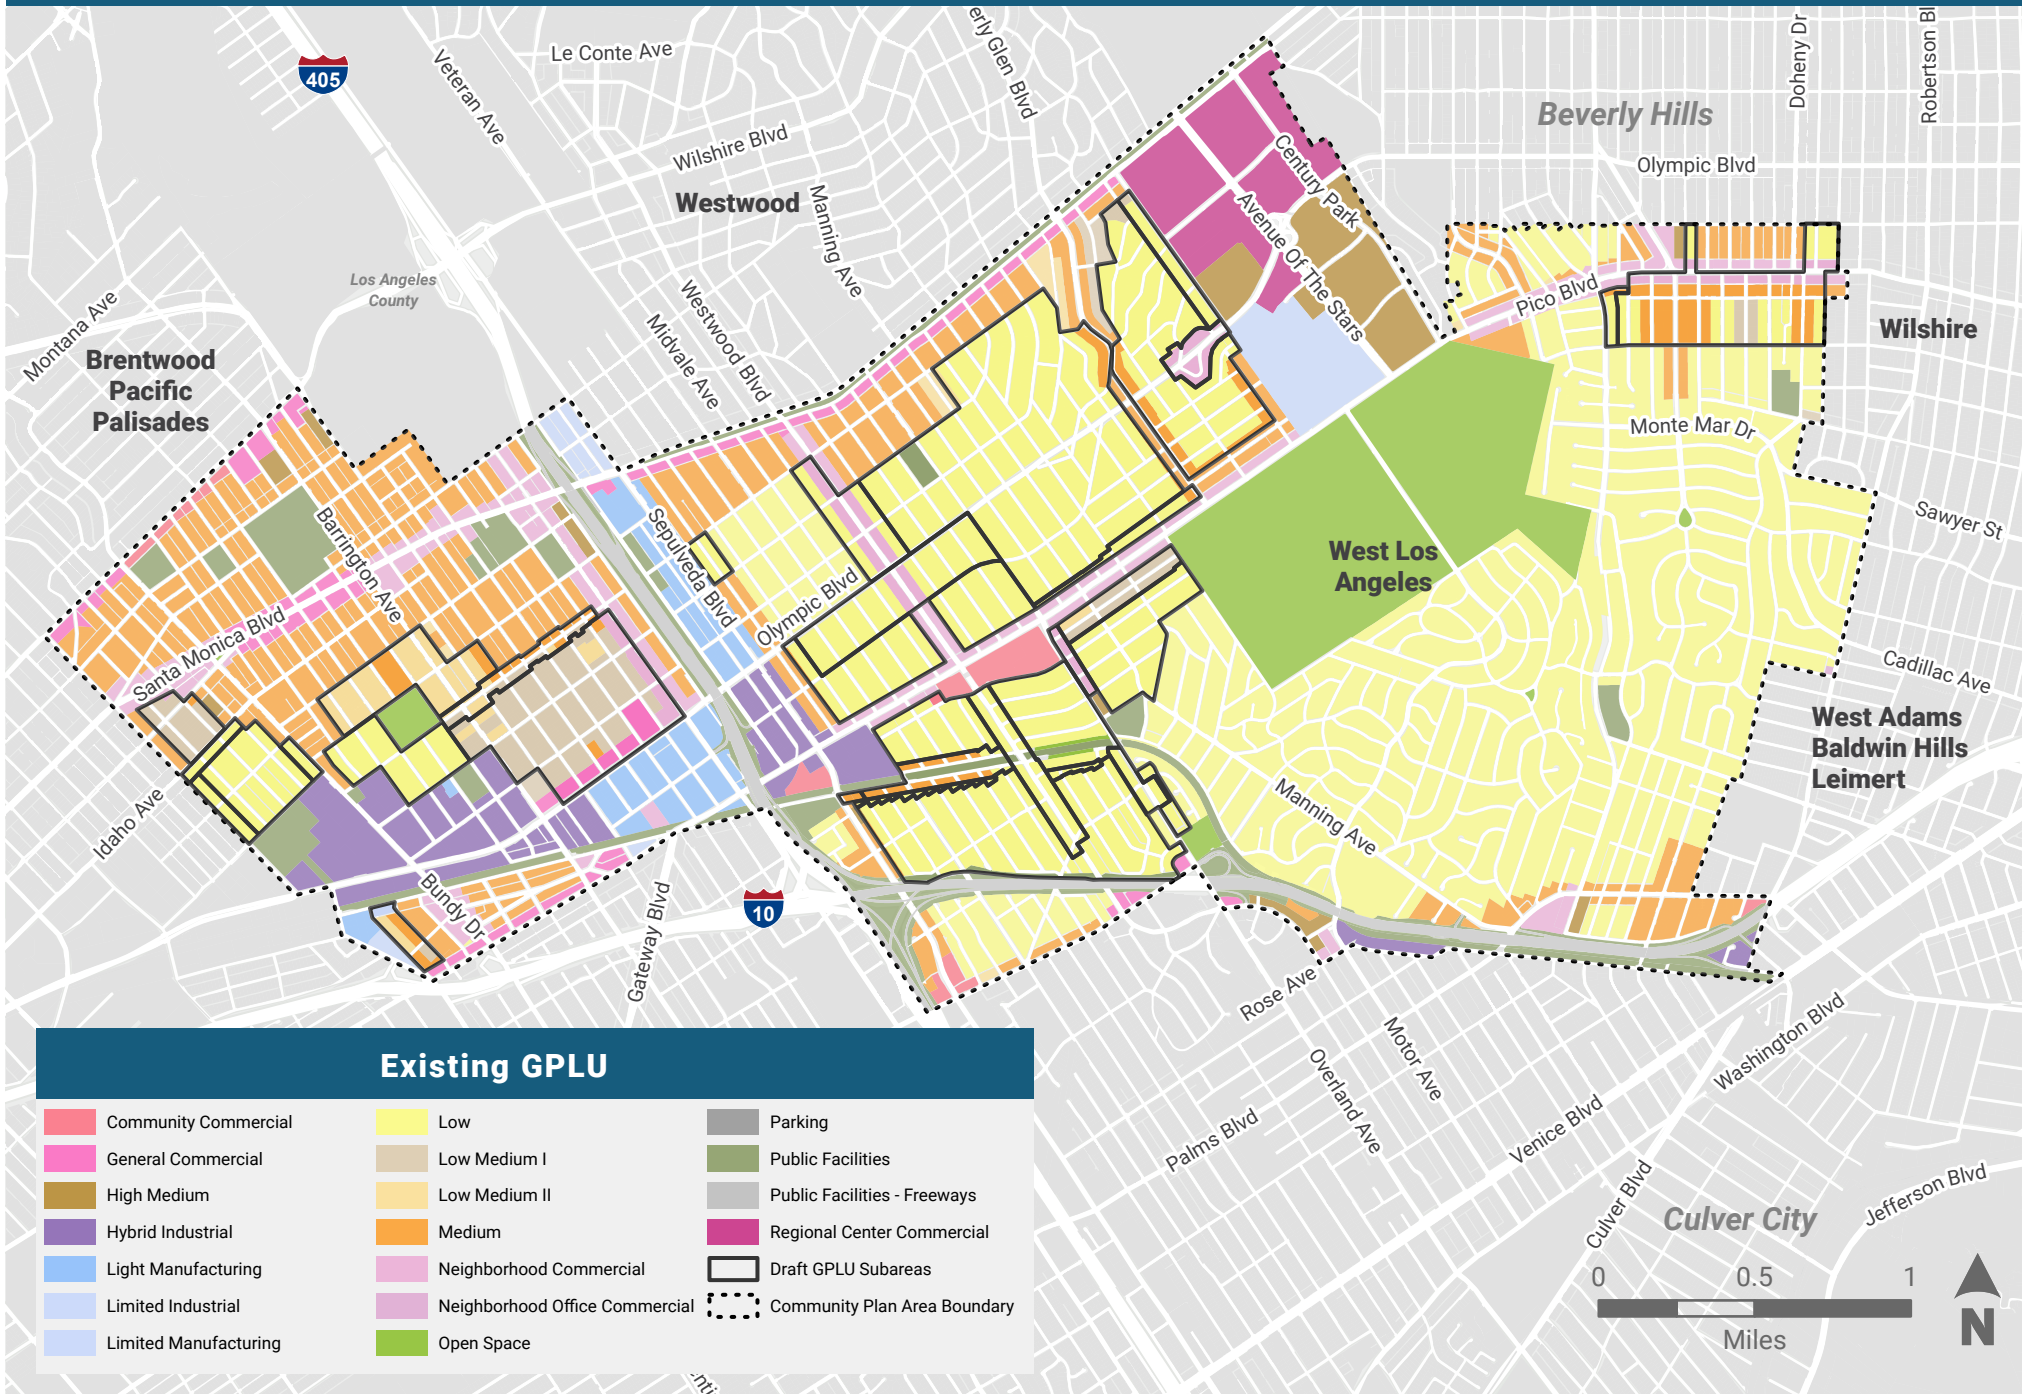 405
Le Conte Ave
Veteran Ave
erly Glen Blvd
Doheny Dr
Robertson Bl
Beverly Hills
Wilshire Blvd
Olympic Blvd
Century Park
Westwood
Manning Ave
Avenue Of The Stars
Los Angeles
County
Montana Ave
Westwood Blvd
Midvale Ave
Pico Blvd
Wilshire
Brentwood
Pacific
Palisades
Monte Mar Dr
Barrington Ave
Sepulveda Blvd
Sawyer St
West Los
Angeles
Olympic Blvd
Santa Monica Blvd
Cadillac Ave
West Adams
Baldwin Hills
Leimert
Idaho Ave
Manning Ave
Bundy Dr
10
Gateway Blvd
Rose Ave
Motor Ave
Washington Blvd
Overland Ave
Palms Blvd
Venice Blvd
Culver Blvd
Jefferson Blvd
Culver City
Existing GPLU
Community Commercial
General Commercial
High Medium
Hybrid Industrial
Light Manufacturing
Limited Industrial
Limited Manufacturing
Low
Low Medium I
Low Medium II
Medium
Neighborhood Commercial
Neighborhood Office Commercial
Open Space
Parking
Public Facilities
Public Facilities - Freeways
Regional Center Commercial
Draft GPLU Subareas
Community Plan Area Boundary
0 0.5 1
Miles
N